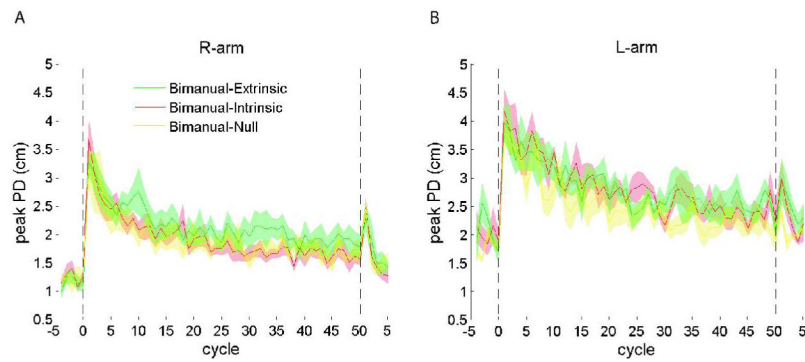 A
R-arm
5
4.5
4
3.5
3
2.5
2
1.5
1
0.5
peak PD (cm)
Bimanual-Extrinsic
Bimanual-Intrinsic
Bimanual-Null
-5 0 5 10 15 20 25 30 35 40 45 50 5
cycle
B
L-arm
5
4.5
4
3.5
3
2.5
2
1.5
1
0.5
peak PD (cm)
-5 0 5 10 15 20 25 30 35 40 45 50 55
cycle